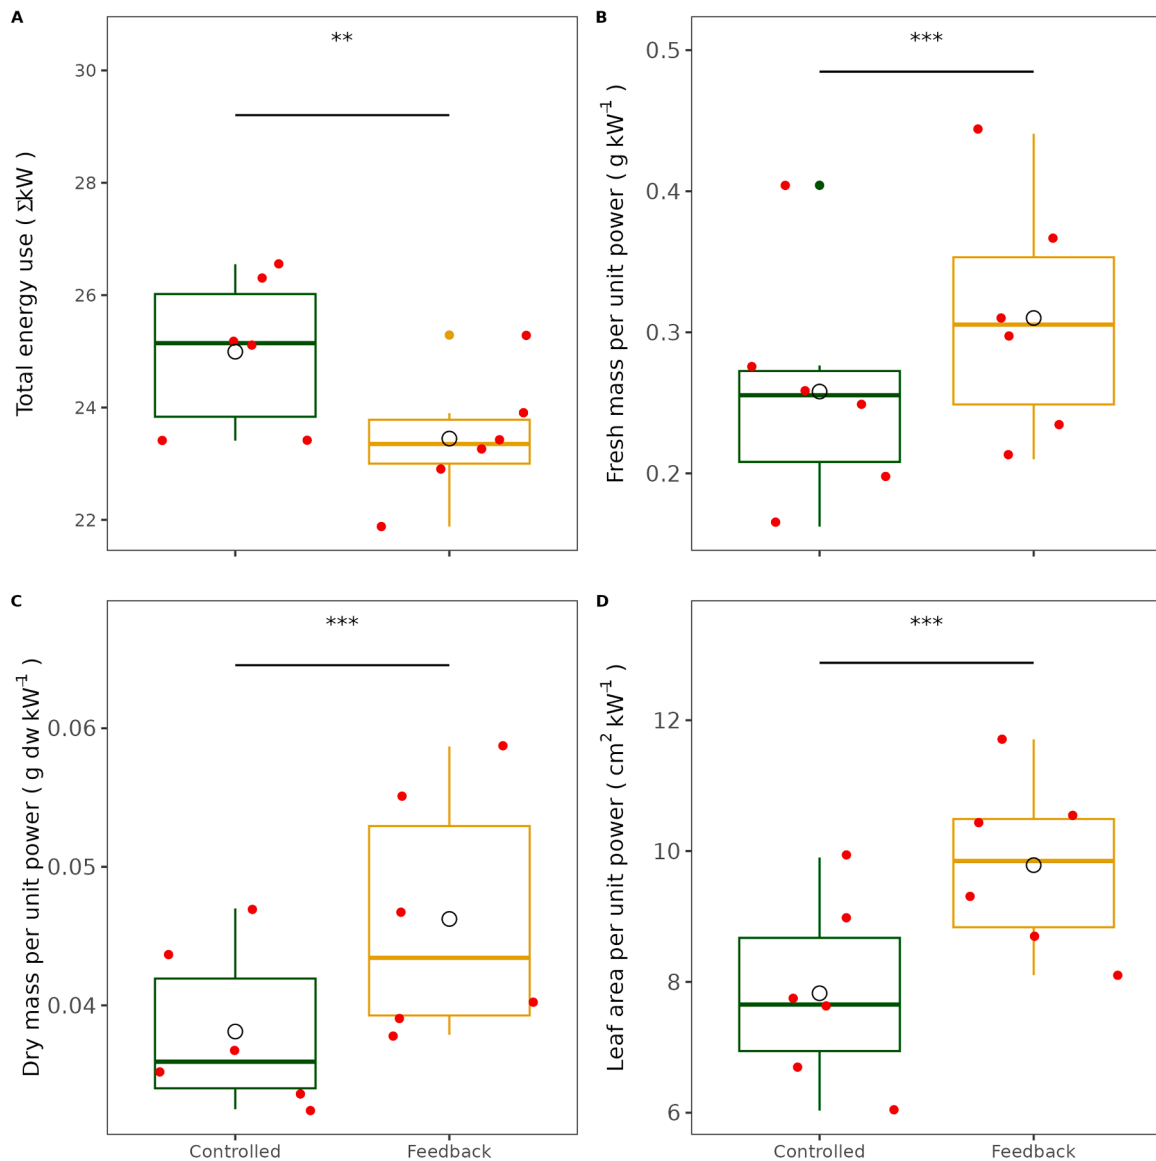 A
**
Total energy use ( ΣkW )
30
28
26
24
22
B
***
Fresh mass per unit power ( g kW⁻¹ )
0.5
0.4
0.3
0.2
C
***
Dry mass per unit power ( g dw kW⁻¹ )
0.06
0.05
0.04
Controlled
Feedback
D
***
Leaf area per unit power ( cm² kW⁻¹ )
12
10
8
6
Controlled
Feedback